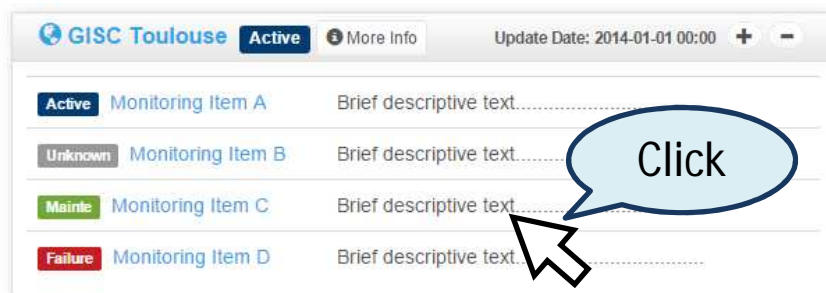 GISC Toulouse Active More Info Update Date: 2014-01-01 00:00 + -
Active Monitoring Item A Brief descriptive text..............................
Unknown Monitoring Item B Brief descriptive text..........
Click
Mainte Monitoring Item C Brief descriptive text..............................
Failure Monitoring Item D Brief descriptive text..............................